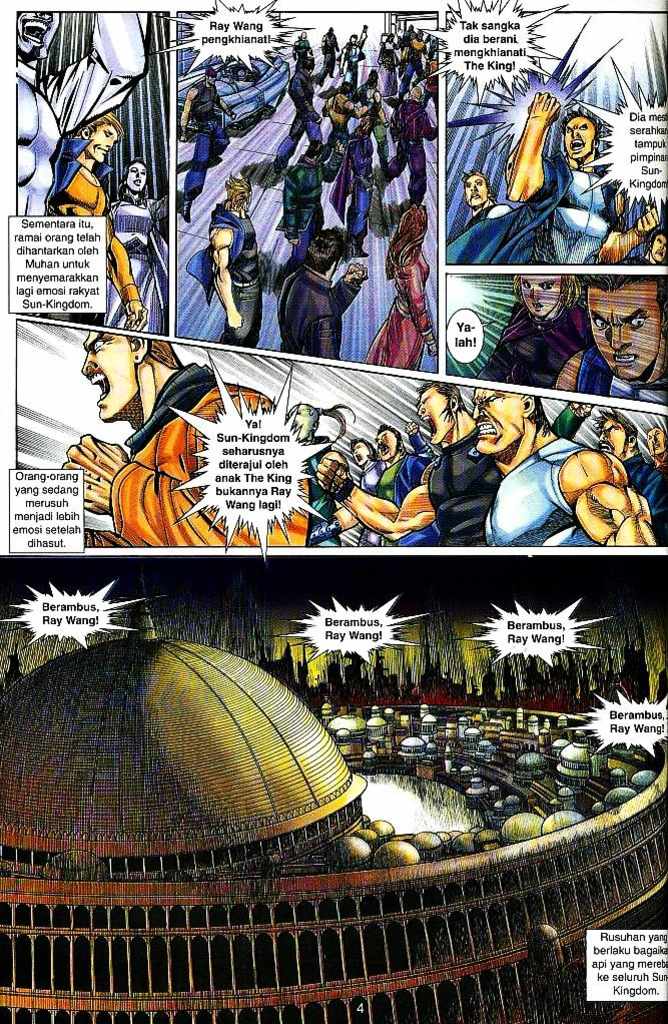 Sementara itu,
ramai orang telah
dihantarkan oleh
Muhan untuk
menyemarakkan
lagi emosi rakyat
Sun-Kingdom.
Ray Wang
pengkhianat!
Tak sangka
dia berani
mengkhianati
The King!
Dia
serahk
tampuk
pimpina
Sun-
Kingdom
Ya-
lah!
Orang-orang
yang sedang
merusuh
menjadi lebih
emosi setelah
dihasut.
Ya!
Sun-Kingdom
seharusnya
diterajui oleh
anak The King
bukannya Ray
Wang lagi!
Berambus,
Ray Wang!
Berambus,
Ray Wang!
Berambus,
Ray Wang!
Berambus,
Ray Wang!
Rusuhan yang
berlaku bagaika
api yang mereb
ke seluruh Sun
Kingdom.
4